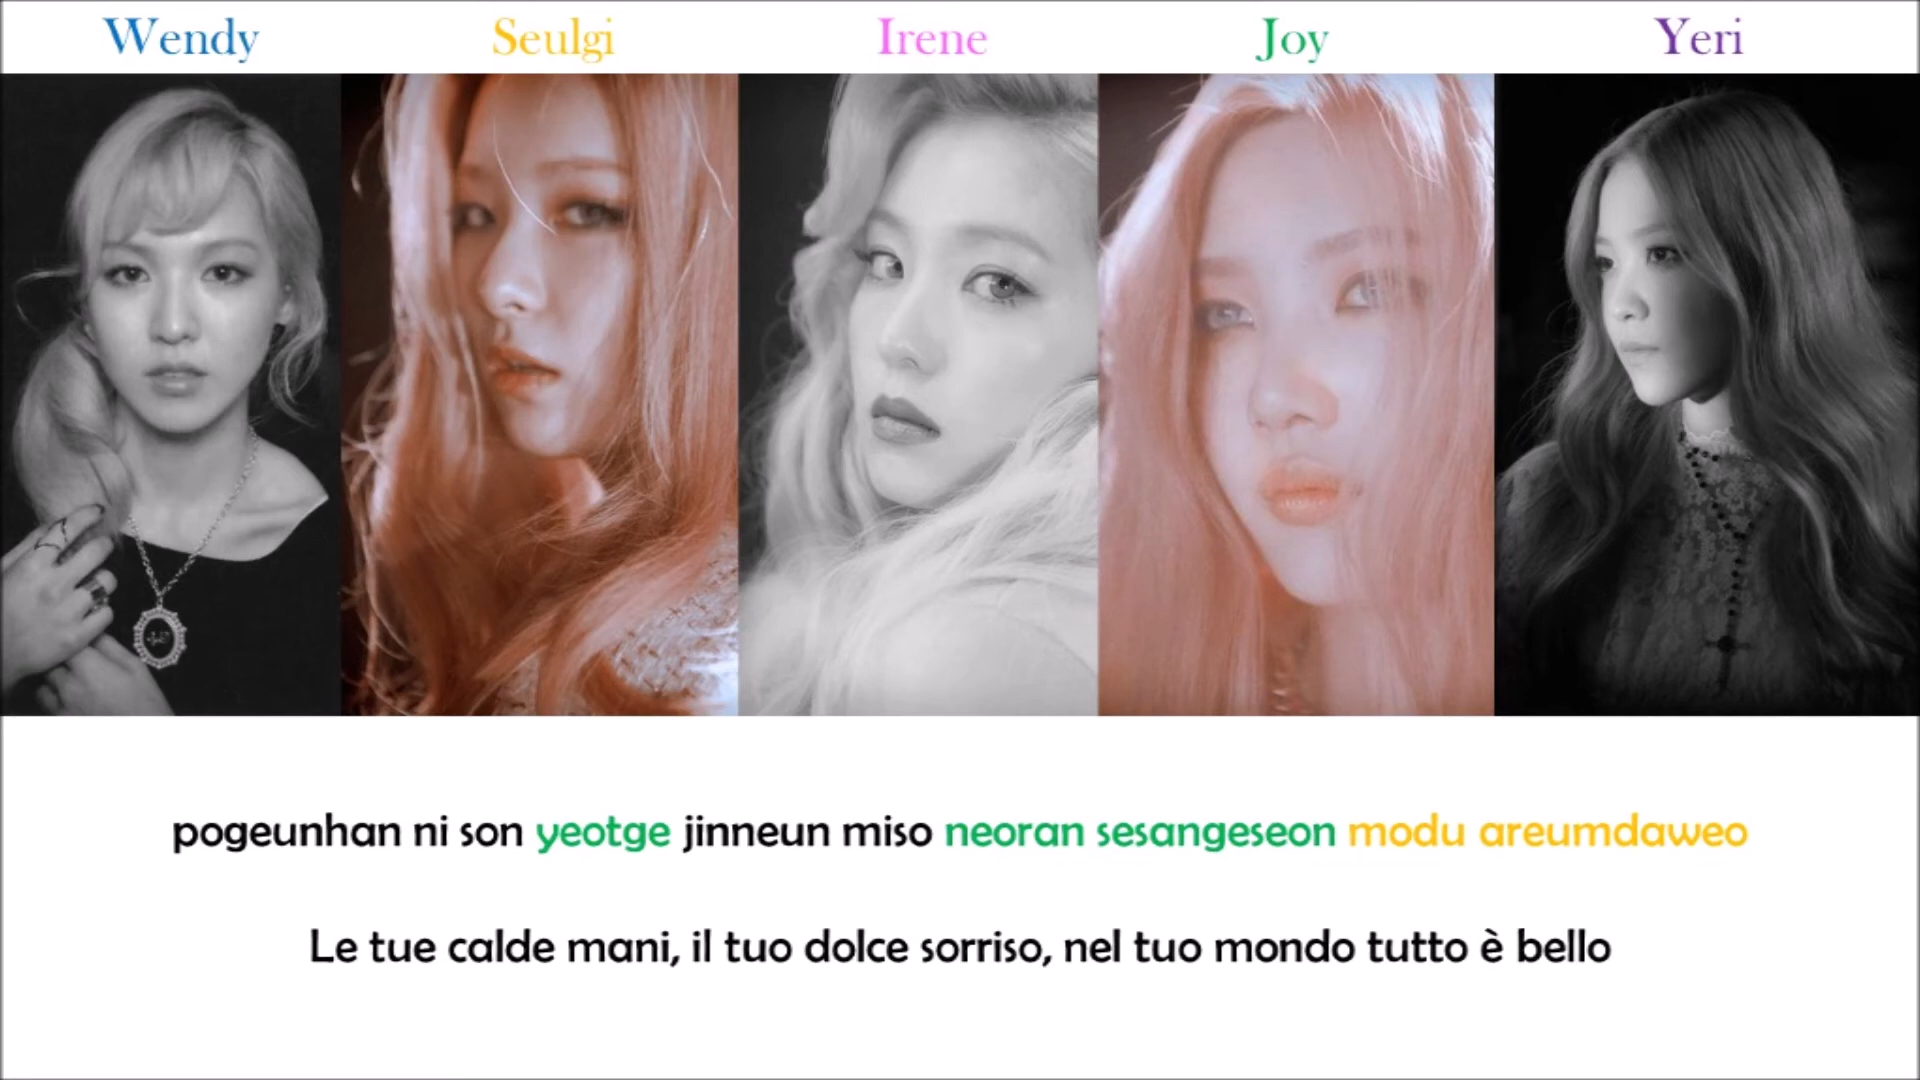 Wendy Seulgi Irene Joy Yeri
pogeunhan ni son yeotge jinneun miso neoran sesangeseon modu areumdaweo
Le tue calde mani, il tuo dolce sorriso, nel tuo mondo tutto è bello